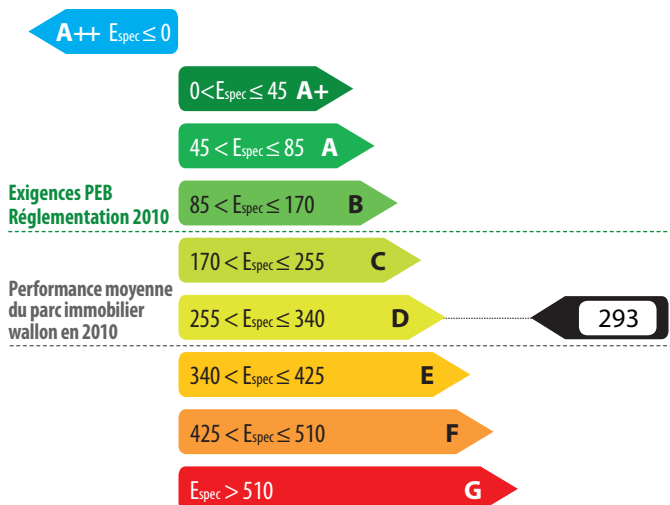 A++ Espec ≤ 0
0<Espec ≤ 45 A+
45 < Espec ≤ 85 A
Exigences PEB
Réglementation 2010
85 < Espec ≤ 170 B
170 < Espec ≤ 255 C
Performance moyenne
du parc immobilier
wallon en 2010
255 < Espec ≤ 340 D
293
340 < Espec ≤ 425 E
425 < Espec ≤ 510 F
Espec > 510 G